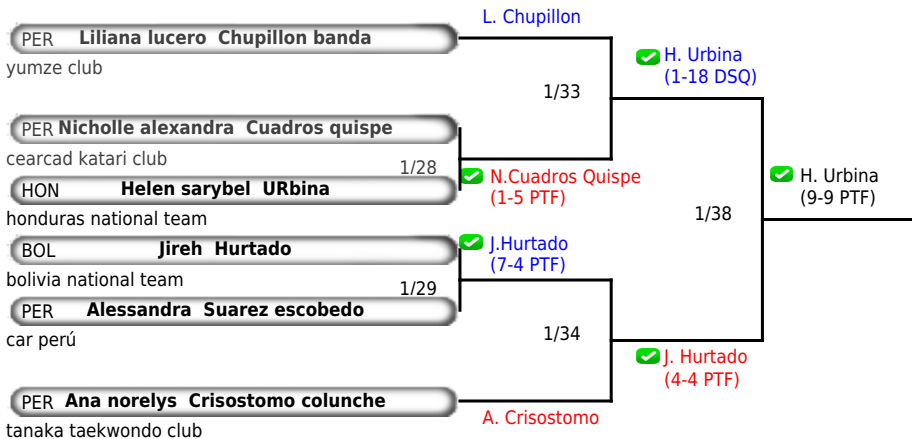 L. Chupillon
PER Liliana lucero Chupillon banda
yumze club
H. Urbina
(1-18 DSQ)
1/33
PER Nicholle alexandra Cuadros quispe
cearcad katari club
1/28
N.Cuadros Quispe
(1-5 PTF)
HON Helen sarybel URbina
honduras national team
H. Urbina
(9-9 PTF)
1/38
BOL Jireh Hurtado
bolivia national team
J.Hurtado
(7-4 PTF)
1/29
PER Alessandra Suarez escobedo
car perú
1/34
J. Hurtado
(4-4 PTF)
PER Ana norelys Crisostomo colunche
tanaka taekwondo club
A. Crisostomo